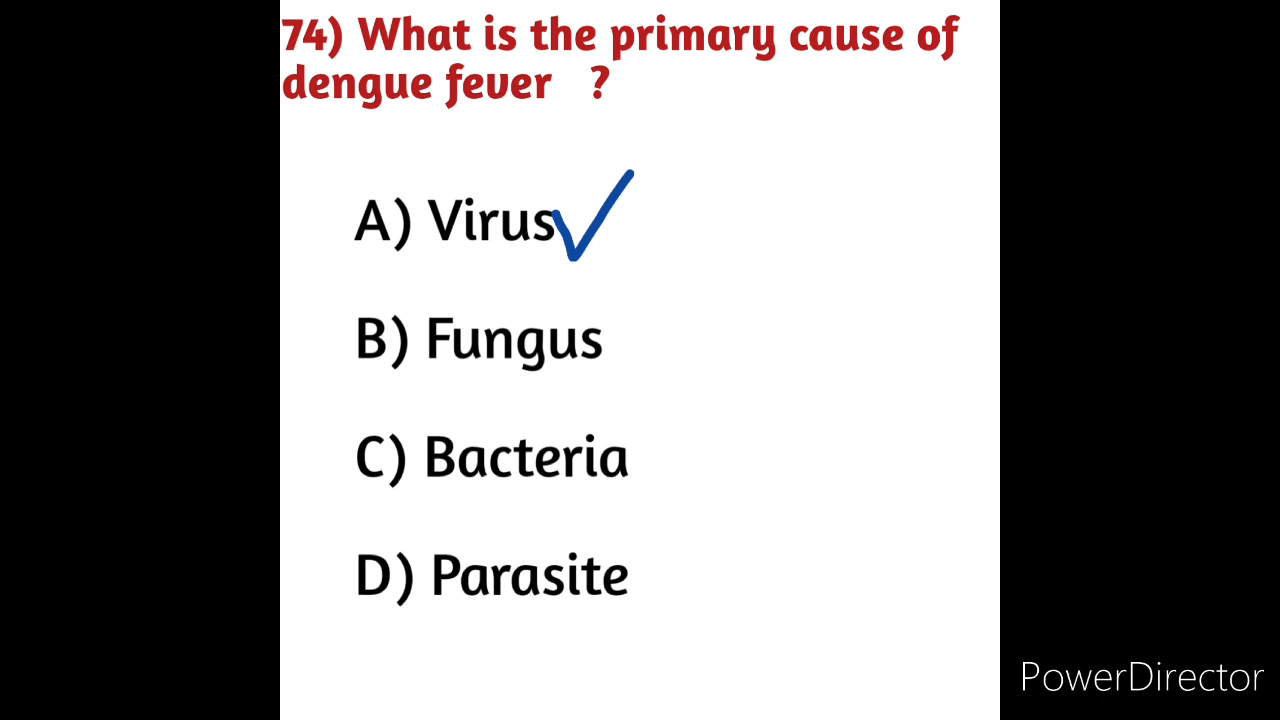 74) What is the primary cause of
dengue fever ?
A) Virus
B) Fungus
C) Bacteria
D) Parasite
PowerDirector